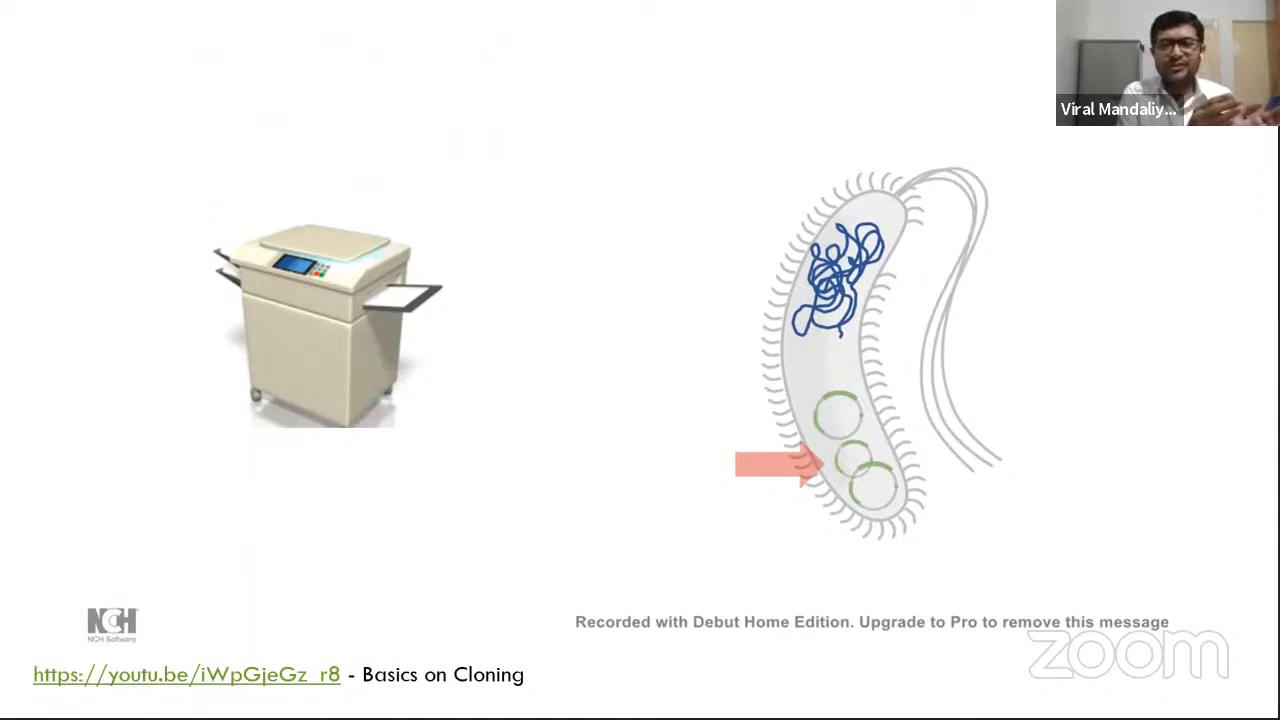 Viral Mandaliy...
NCH
NCH Software
Recorded with Debut Home Edition. Upgrade to Pro to remove this message
zoom
https://youtu.be/iWpGjeGz_r8 - Basics on Cloning